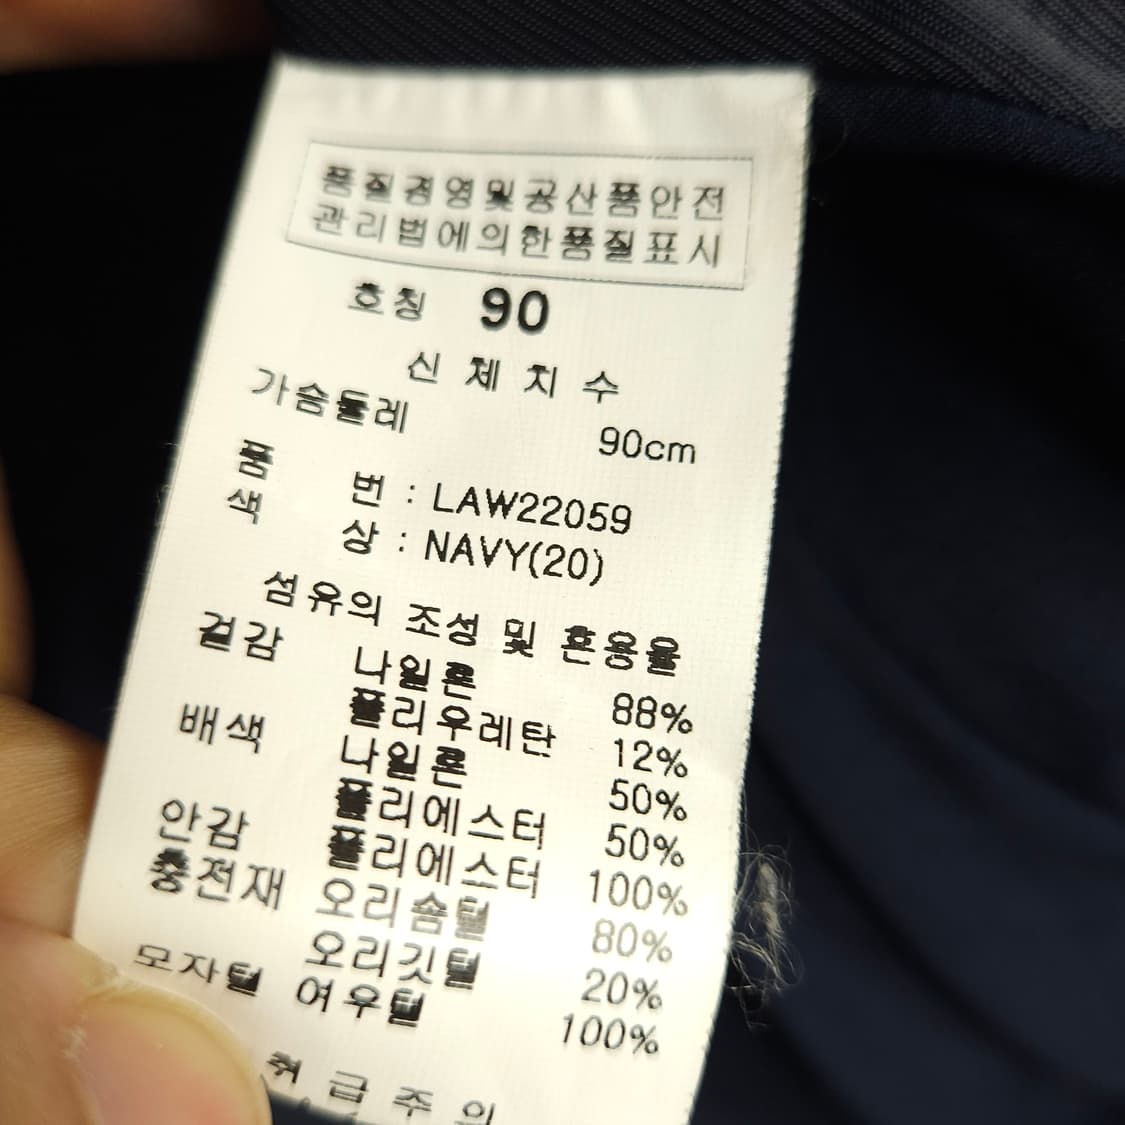 품질경영및공산품안전
관리법에의한품질표시
호칭 90
신체치수
가슴둘레 90cm
품 번 : LAW22059
색 상 : NAVY(20)
섬유의 조성 및 혼용율
겉감 나일론 88%
폴리우레탄 12%
배색 나일론 50%
폴리에스터 50%
안감 폴리에스터 100%
충전재 오리솜털 80%
오리깃털 20%
모자털 여우털 100%
취급주의